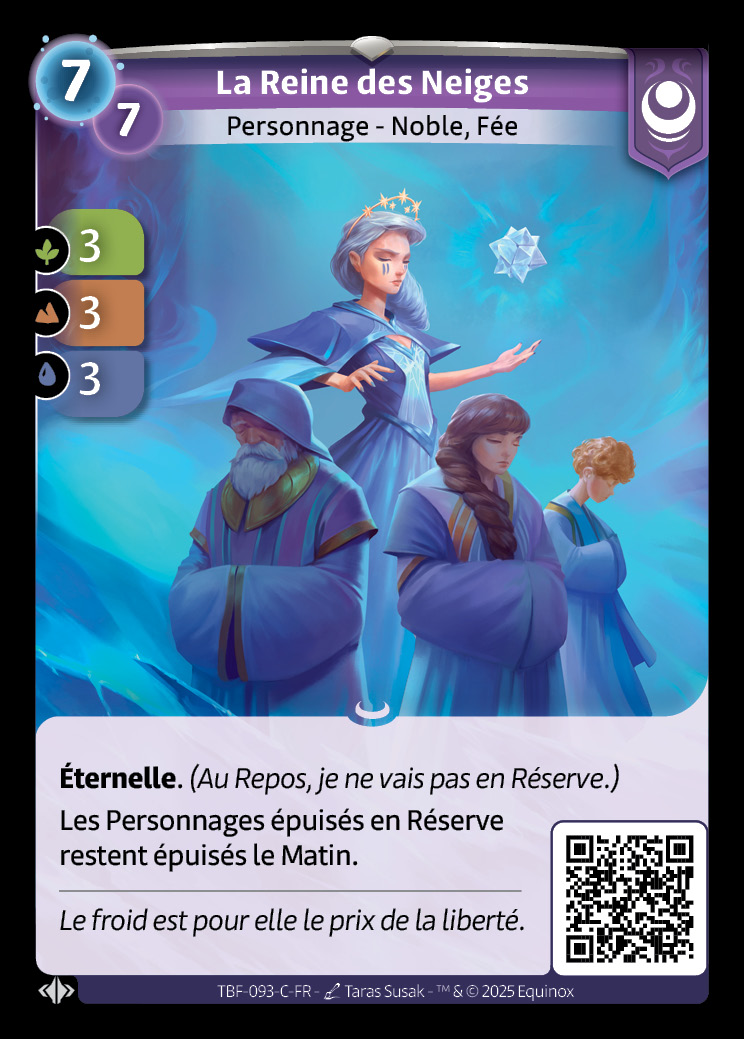 7
La Reine des Neiges
7
Personnage - Noble, Fée
3
3
3
Éternelle. (Au Repos, je ne vais pas en Réserve.)
Les Personnages épuisés en Réserve
restent épuisés le Matin.
Le froid est pour elle le prix de la liberté.
TBF-093-C-FR - Taras Susak - ™ & © 2025 Equinox